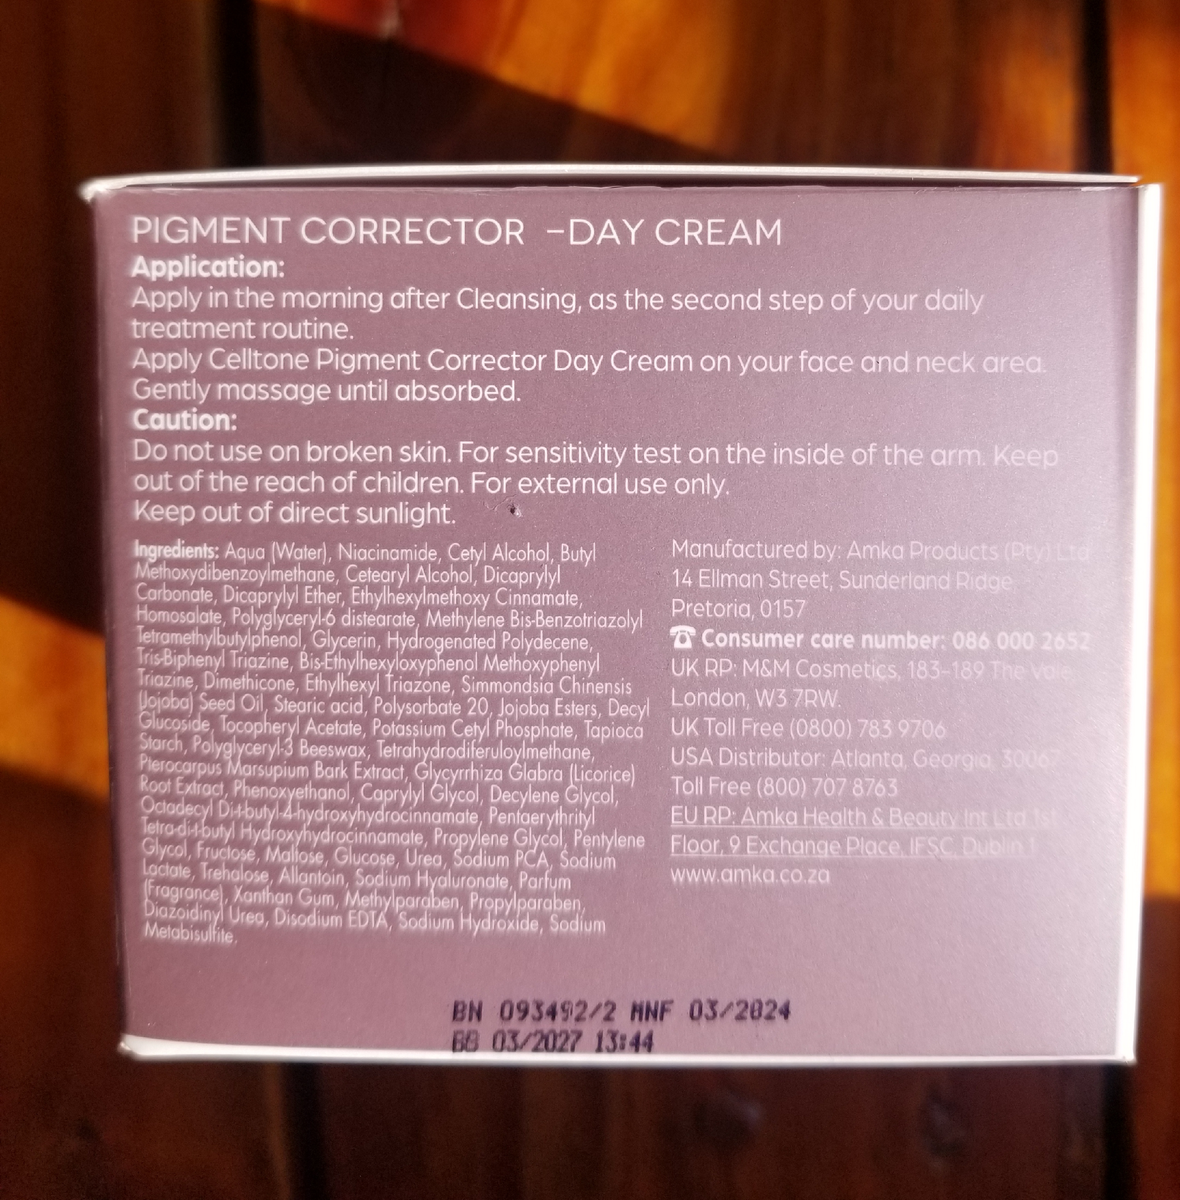 PIGMENT CORRECTOR –DAY CREAM
Application:
Apply in the morning after Cleansing, as the second step of your daily
treatment routine.
Apply Celltone Pigment Corrector Day Cream on your face and neck area.
Gently massage until absorbed.
Caution:
Do not use on broken skin. For sensitivity test on the inside of the arm. Keep
out of the reach of children. For external use only.
Keep out of direct sunlight.
Ingredients: Aqua (Water), Niacinamide, Cetyl Alcohol, Butyl
Methoxydibenzoylmethane, Cetearyl Alcohol, Dicaprylyl
Carbonate, Dicaprylyl Ether, Ethylhexylmethoxy Cinnamate,
Homosalate, Polyglyceryl-6 distearate, Methylene Bis-Benzotriazolyl
Tetramethylbutylphenol, Glycerin, Hydrogenated Polydecene,
Tris-Biphenyl Triazine, Bis-Ethylhexyloxyphenol Methoxyphenyl
Triazine, Dimethicone, Ethylhexyl Triazone, Simmondsia Chinensis
(Jojoba) Seed Oil, Stearic acid, Polysorbate 20, Jojoba Esters, Decyl
Glucoside, Tocopheryl Acetate, Potassium Cetyl Phosphate, Tapioca
Starch, Polyglyceryl-3 Beeswax, Tetrahydrodiferuloylmethane,
Pterocarpus Marsupium Bark Extract, Glycyrrhiza Glabra (Licorice)
Root Extract, Phenoxyethanol, Caprylyl Glycol, Decylene Glycol,
Octadecyl Di-t-butyl-4-hydroxyhydrocinnamate, Pentaerythrityl
Tetra-di-t-butyl Hydroxyhydrocinnamate, Propylene Glycol, Pentylene
Glycol, Fructose, Maltose, Glucose, Urea, Sodium PCA, Sodium
Lactate, Trehalose, Allantoin, Sodium Hyaluronate, Parfum
(Fragrance), Xanthan Gum, Methylparaben, Propylparaben,
Diazoidinyl Urea, Disodium EDTA, Sodium Hydroxide, Sodium
Metabisulfite.
Manufactured by: Amka Products (Pty) Ltd
14 Ellman Street, Sunderland Ridge
Pretoria, 0157
☎ Consumer care number: 086 000 2652
UK RP: M&M Cosmetics, 183-189 The Vale
London, W3 7RW.
UK Toll Free (0800) 783 9706
USA Distributor: Atlanta, Georgia, 30067
Toll Free (800) 707 8763
EU RP: Amka Health & Beauty Int Ltd 1st
Floor, 9 Exchange Place, IFSC, Dublin 1
www.amka.co.za
BN 093492/2 MNF 03/2024
BB 03/2027 13:44